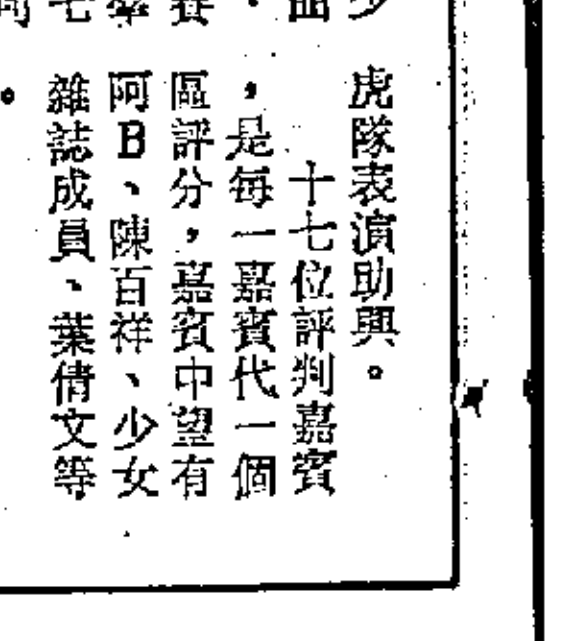 虎隊表演助興。
十七位評判嘉賓
，是每一嘉賓代一個
區評分，嘉賓中望有
阿B、陳百祥、少女
雜誌成員、葉倩文等
。